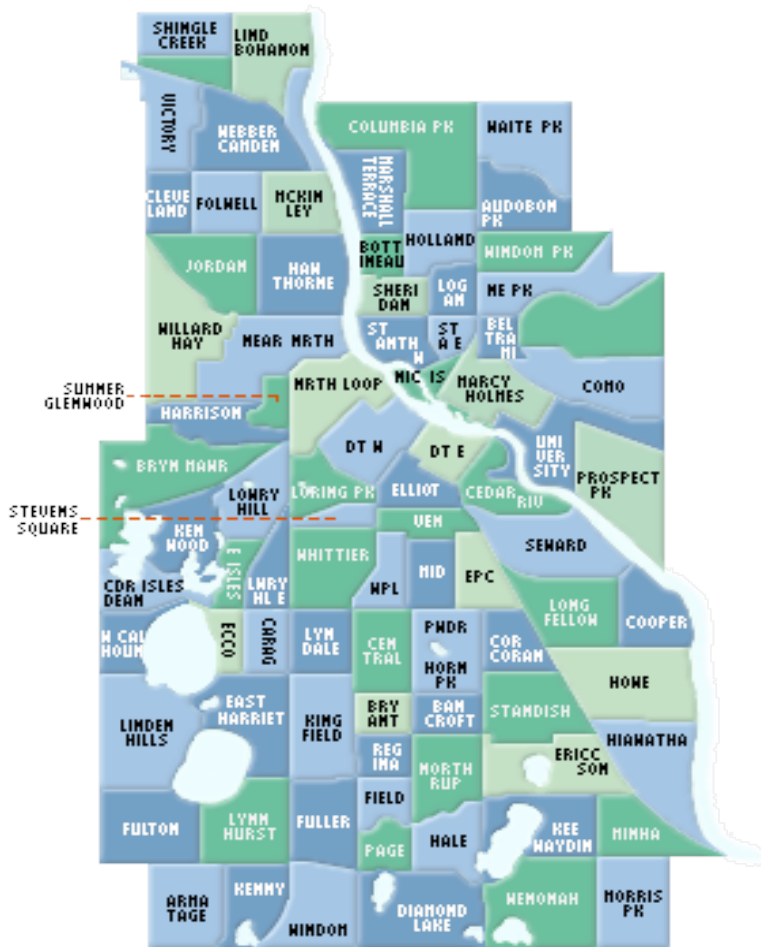 SHINGLE
CREEK
LIND
BOHAMON
VICTORY
WEBBER
CAMDEN
COLUMBIA PK
WAITE PK
MARSHALL
TERRACE
CLEVE
LAND
FOLWELL
MCKIN
LEY
AUDOBON
PK
HOLLAND
BOTT
INEAU
WINDOM PK
JORDAN
HAW
THORNE
SHERI
DAN
LOG
AN
NE PK
WILLARD
HAY
NEAR NRTH
ST
ANTH
W
ST
A E
BEL
TRA
MI
SUMMER
GLENWOOD
NRTH LOOP
NIC IS
MARCY
HOLMES
COMO
HARRISON
DT W
DT E
UNI
VER
SITY
PROSPECT
PK
BRYN MAWR
LOWRY
HILL
LORING PK
ELLIOT
CEDAR
RIV
STEVENS
SQUARE
VEN
KEN
WOOD
E ISLES
WHITTIER
SEWARD
CDR ISLES
DEAN
LWRY
HL E
WPL
MID
EPC
LONG
FELLOW
COOPER
W CAL
HOUN
ECCO
CARAG
LYN
DALE
CEN
TRAL
PWDR
HORN
PK
COR
CORAN
HOWE
LINDEN
HILLS
EAST
HARRIET
KING
FIELD
BRY
ANT
BAN
CROFT
STANDISH
HIAWATHA
REG
INA
NORTH
RUP
ERICC
SON
FIELD
FULTON
LYNN
HURST
FULLER
PAGE
HALE
KEE
WAYDIN
MINHA
ARMA
TAGE
KENNY
WINDOM
DIAMOND
LAKE
WENONAH
MORRIS
PK